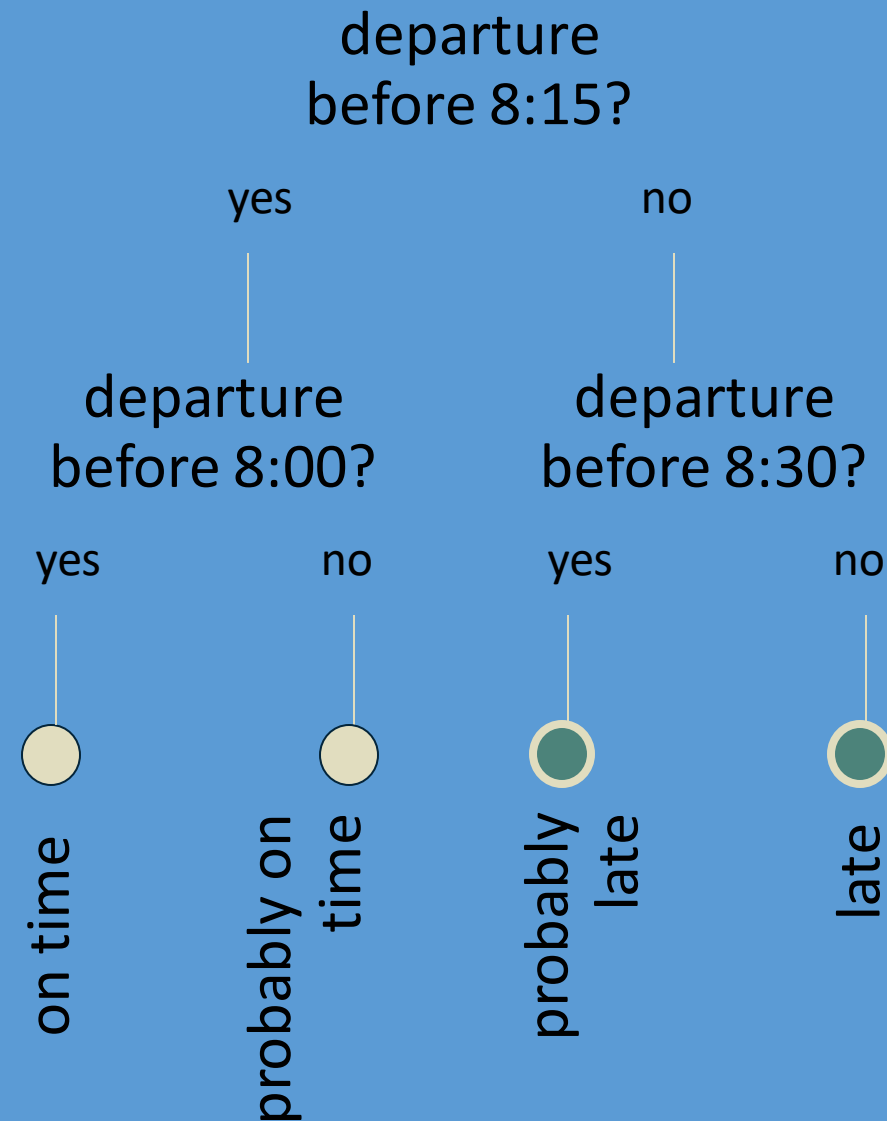 departure
before 8:15?
yes
no
departure
before 8:00?
departure
before 8:30?
yes
no
yes
no
on time
probably on
time
probably
late
late